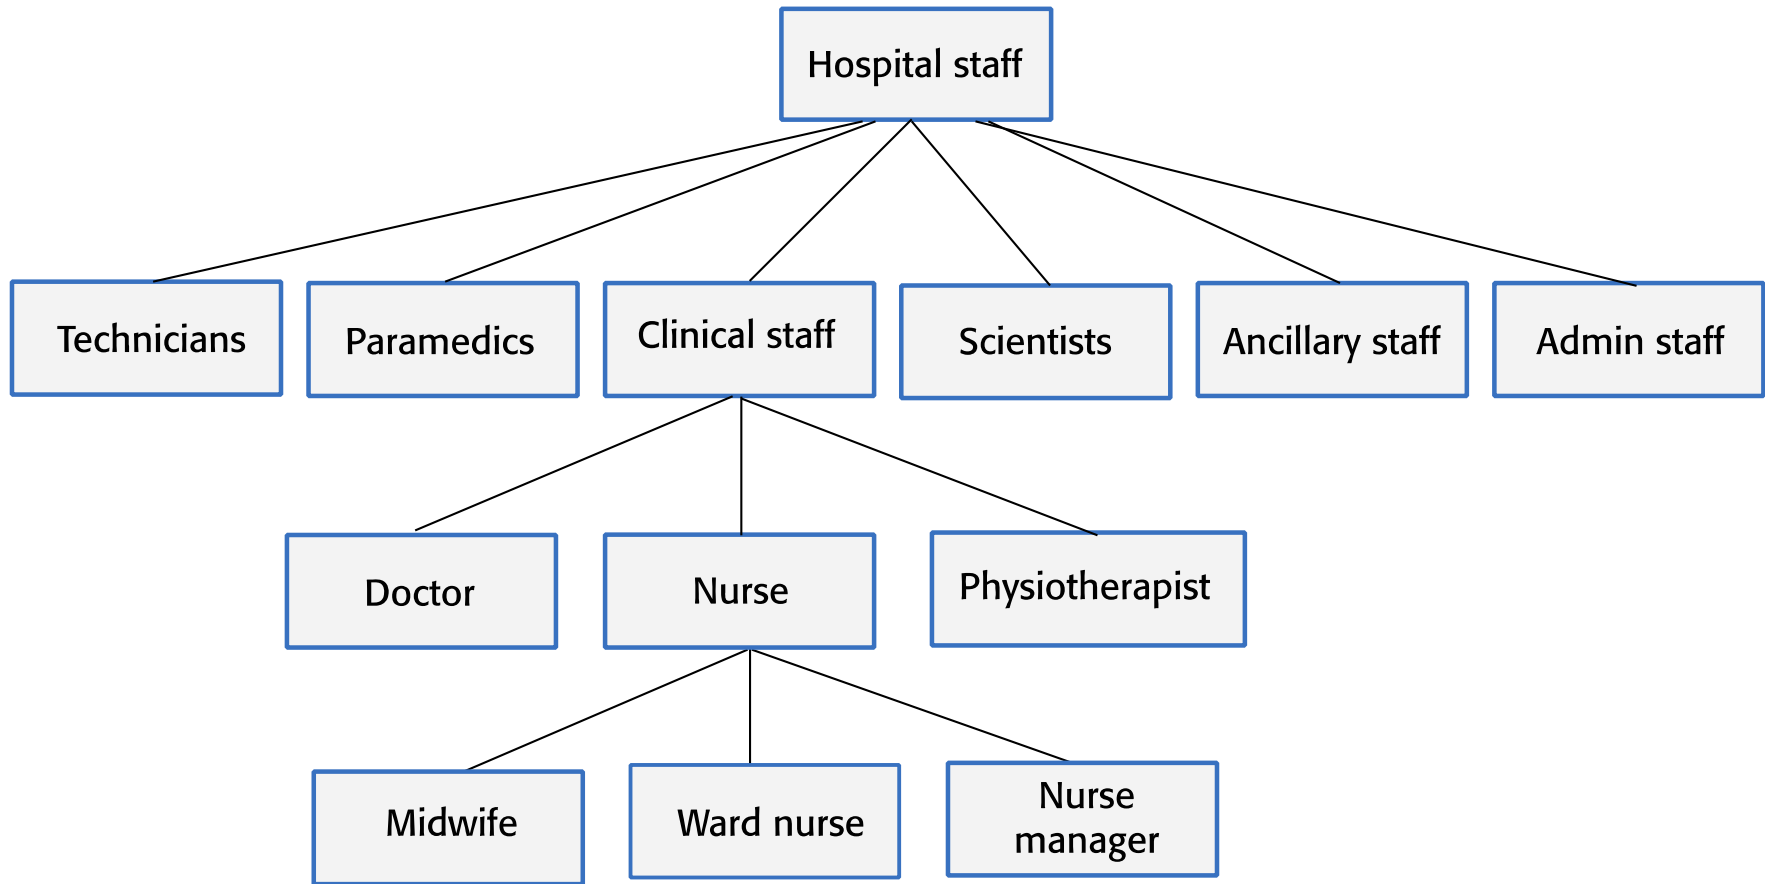 Hospital staff
Technicians
Paramedics
Clinical staff
Scientists
Ancillary staff
Admin staff
Doctor
Nurse
Physiotherapist
Midwife
Ward nurse
Nurse
manager